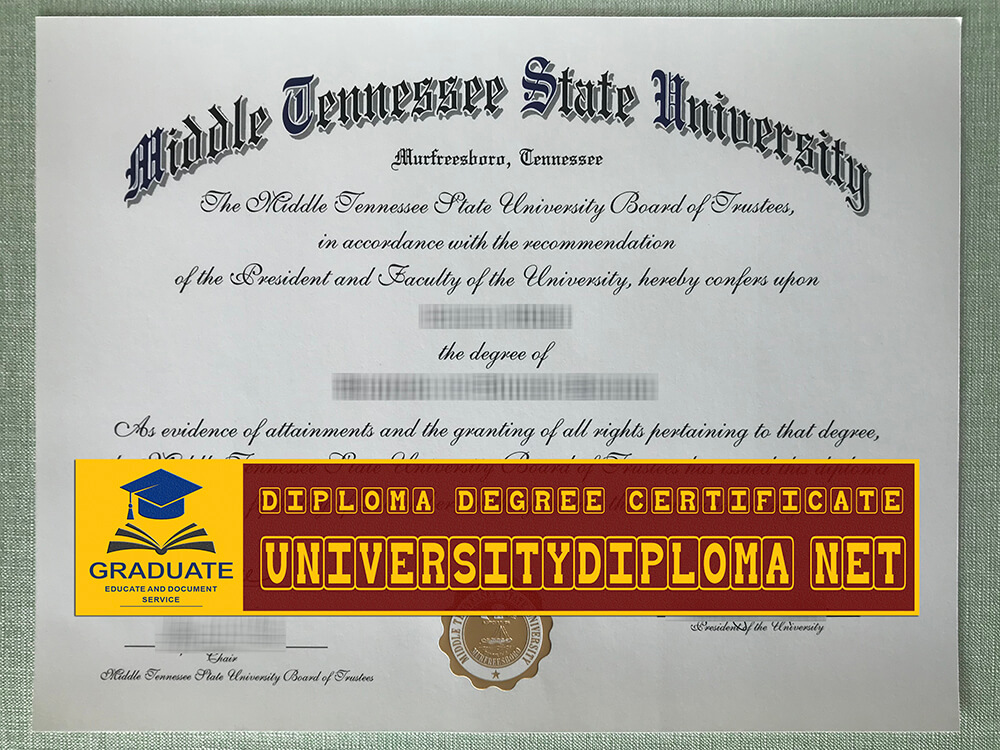 Middle Tennessee State University
Murfreesboro, Tennessee
The Middle Tennessee State University Board of Trustees,
in accordance with the recommendation
of the President and Faculty of the University, hereby confers upon
the degree of
As evidence of attainments and the granting of all rights pertaining to that degree,
DIPLOMA DEGREE CERTIFICATE
UNIVERSITYDIPLOMA NET
GRADUATE
EDUCATE AND DOCUMENT
SERVICE
President of the University
Chair
Middle Tennessee State University Board of Trustees
UNIVERSITY
MURFREESBORO